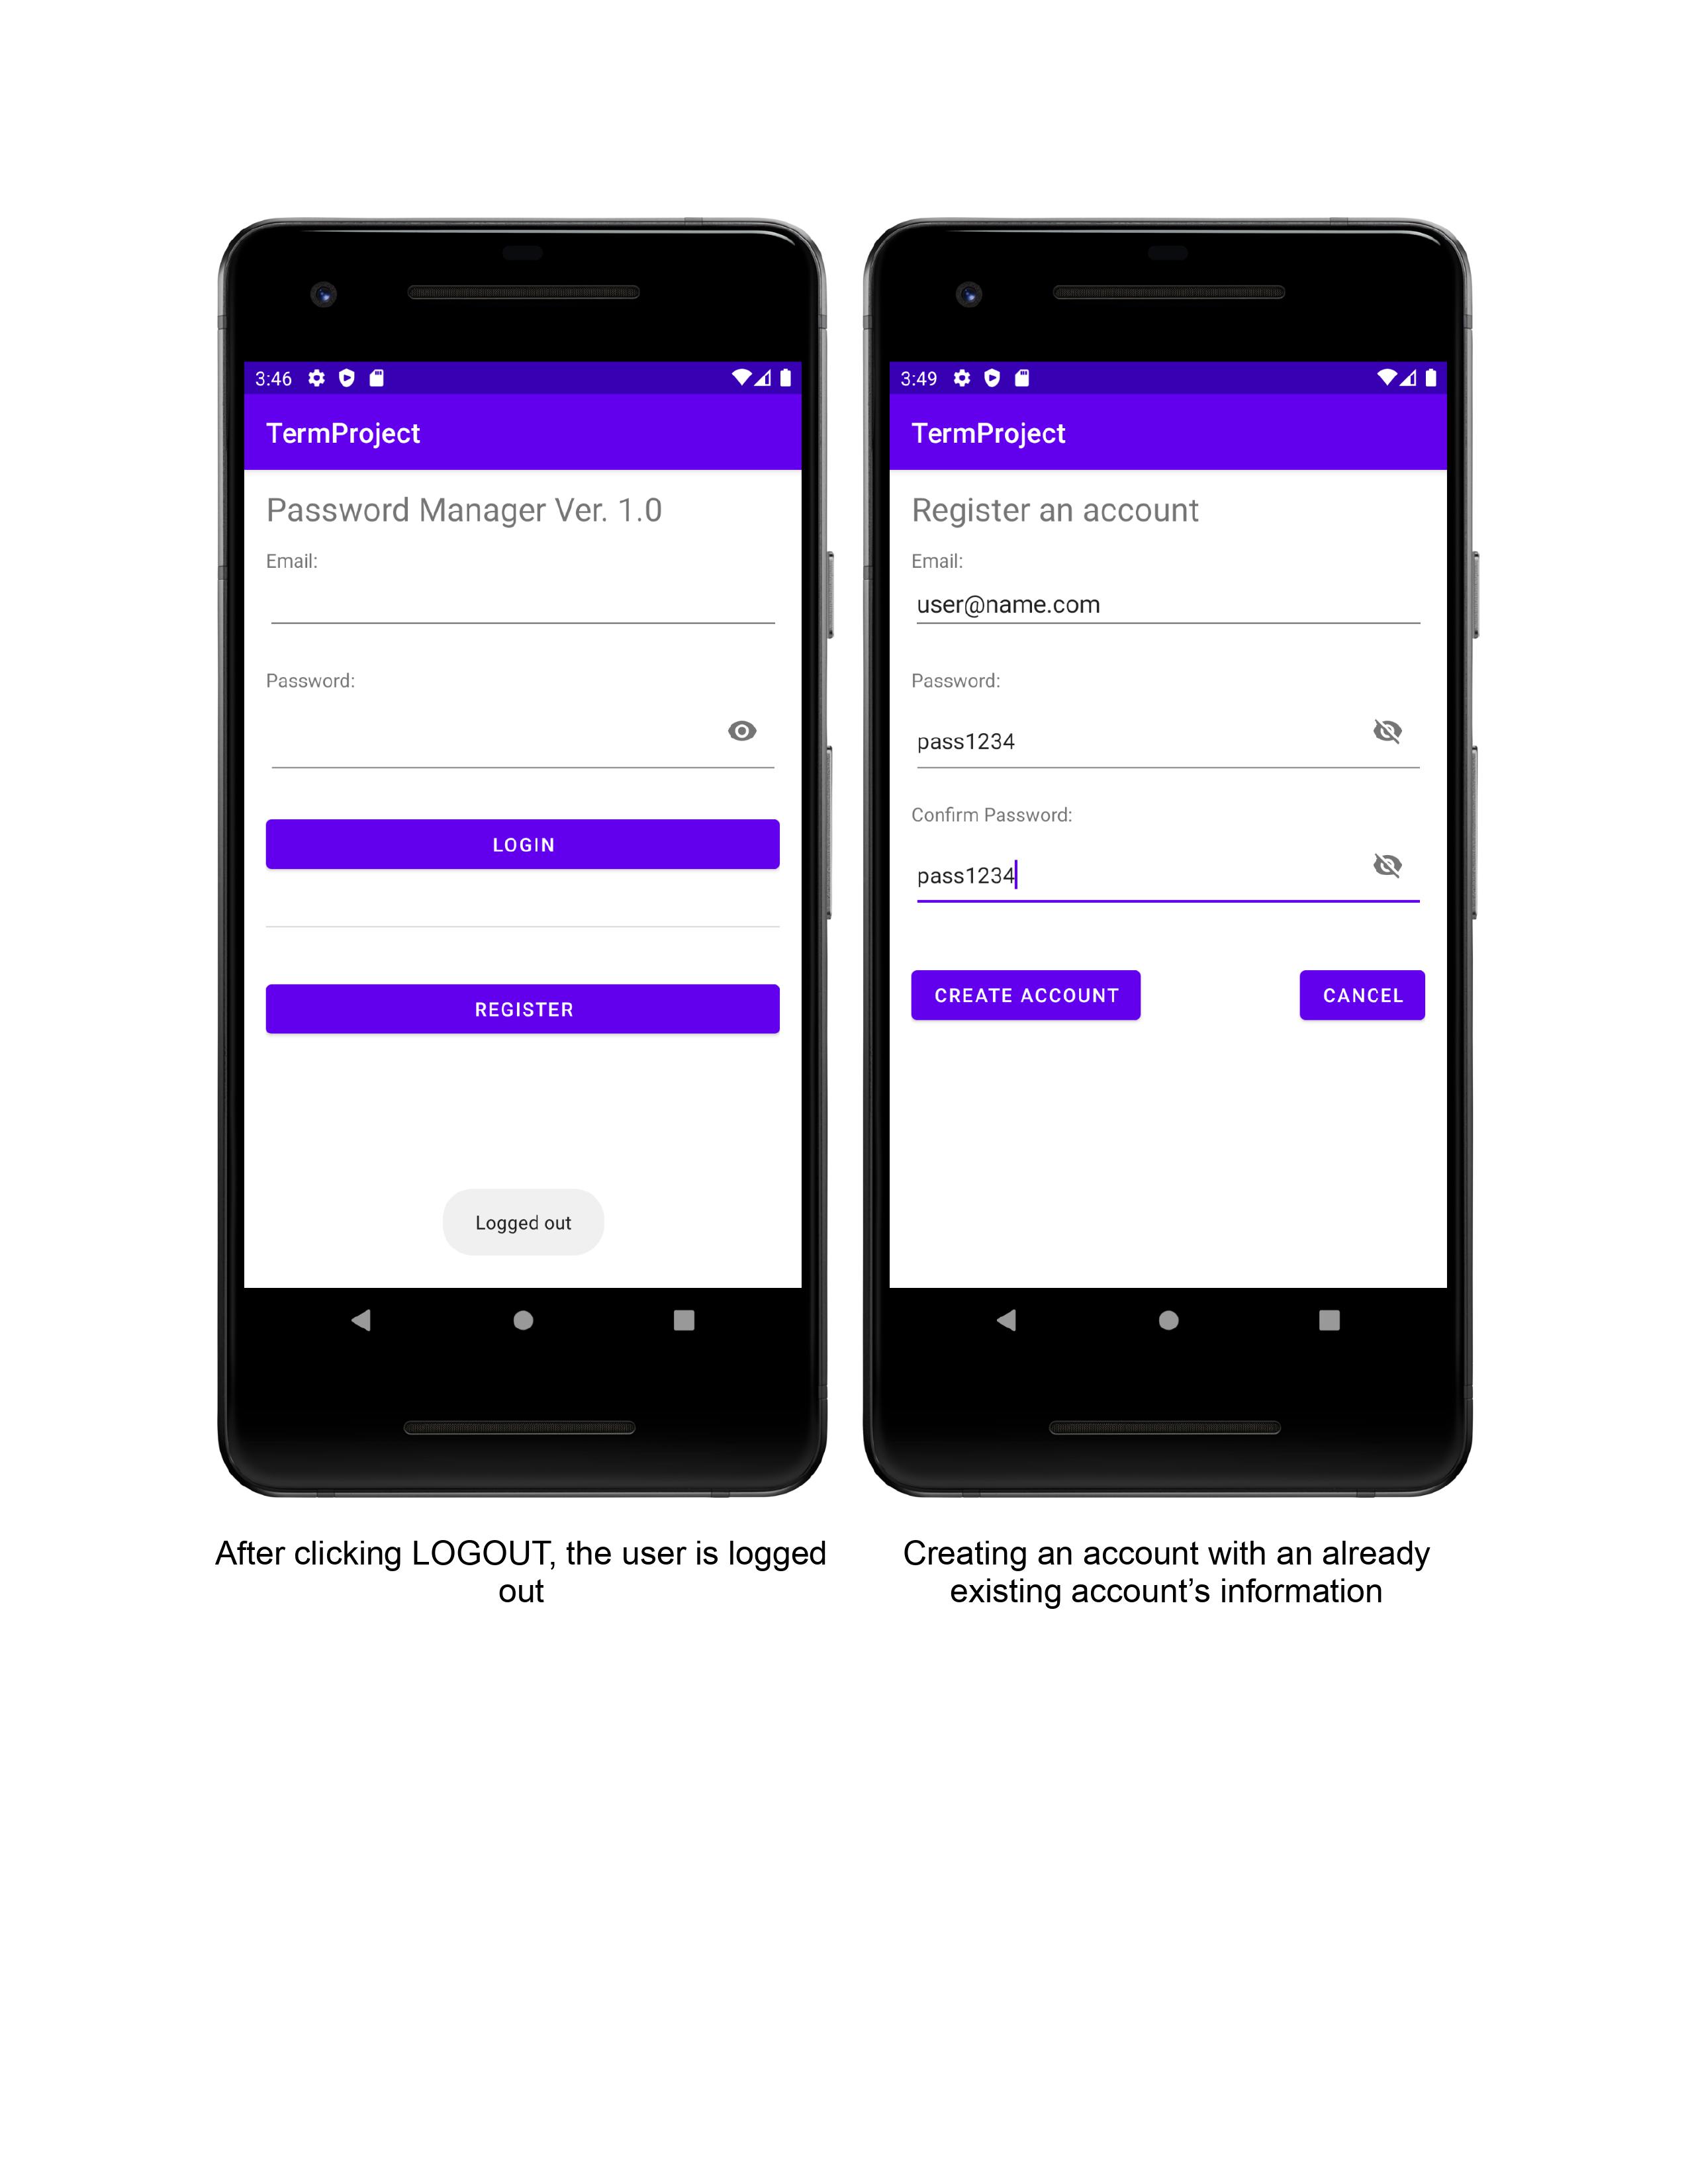 3:46
TermProject
Password Manager Ver. 1.0
Email:
Password:
LOGIN
REGISTER
Logged out
After clicking LOGOUT, the user is logged
out
3:49
TermProject
Register an account
Email:
user@name.com
Password:
pass1234
Confirm Password:
pass1234
CREATE ACCOUNT
CANCEL
Creating an account with an already
existing account’s information